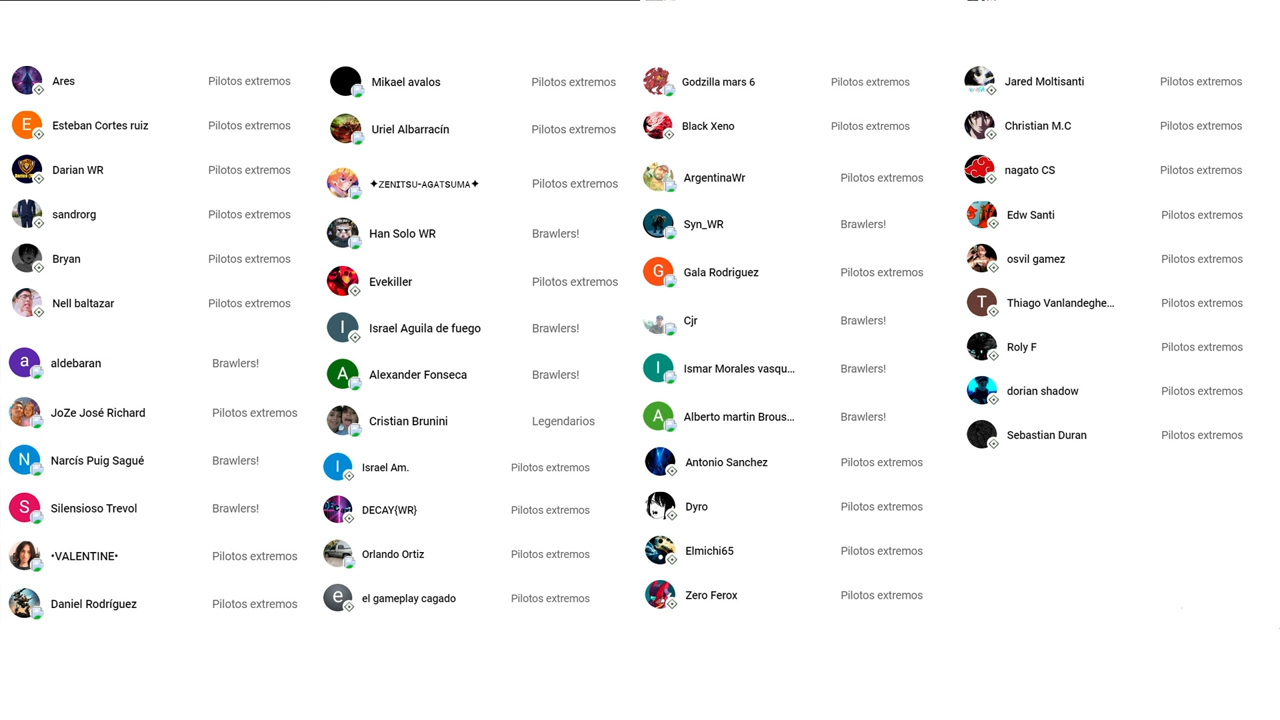 Ares Pilotos extremos
E Esteban Cortes ruiz Pilotos extremos
Darian WR Pilotos extremos
sandrorg Pilotos extremos
Bryan Pilotos extremos
Nell baltazar Pilotos extremos
a aldebaran Brawlers!
JoZe José Richard Pilotos extremos
N Narcís Puig Sagué Brawlers!
S Silensioso Trevol Brawlers!
•VALENTINE• Pilotos extremos
Daniel Rodríguez Pilotos extremos
Mikael avalos Pilotos extremos
Uriel Albarracín Pilotos extremos
✦ZENITSU-AGATSUMA✦ Pilotos extremos
Han Solo WR Brawlers!
Evekiller Pilotos extremos
I Israel Aguila de fuego Brawlers!
A Alexander Fonseca Brawlers!
Cristian Brunini Legendarios
I Israel Am. Pilotos extremos
DECAY{WR} Pilotos extremos
Orlando Ortiz Pilotos extremos
e el gameplay cagado Pilotos extremos
Godzilla mars 6 Pilotos extremos
Black Xeno Pilotos extremos
ArgentinaWr Pilotos extremos
Syn_WR Brawlers!
G Gala Rodriguez Pilotos extremos
Cjr Brawlers!
I Ismar Morales vasqu... Brawlers!
A Alberto martin Brous... Brawlers!
Antonio Sanchez Pilotos extremos
Dyro Pilotos extremos
Elmichi65 Pilotos extremos
Zero Ferox Pilotos extremos
Jared Moltisanti Pilotos extremos
Christian M.C Pilotos extremos
nagato CS Pilotos extremos
Edw Santi Pilotos extremos
osvil gamez Pilotos extremos
T Thiago Vanlandeghe... Pilotos extremos
Roly F Pilotos extremos
dorian shadow Pilotos extremos
Sebastian Duran Pilotos extremos